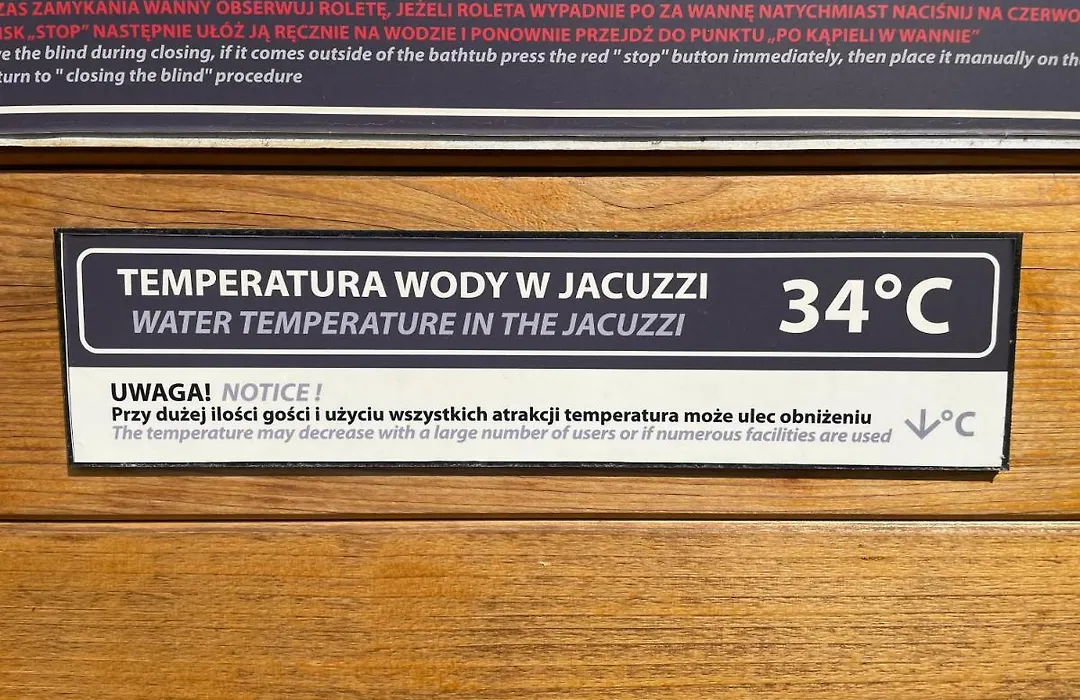 ZAS ZAMYKANIA WANNY OBSERWUJ ROLETĘ, JEŻELI ROLETA WYPADNIE PO ZA WANNĘ NATYCHMIAST NACIŚNIJ NA CZERWO
ISK „STOP” NASTĘPNIE UŁÓŻ JĄ RĘCZNIE NA WODZIE I PONOWNIE PRZEJDŹ DO PUNKTU „PO KĄPIELI W WANNIE”
ve the blind during closing, if it comes outside of the bathtub press the red " stop" button immediately, then place it manually on the
turn to " closing the blind" procedure
TEMPERATURA WODY W JACUZZI 34°C
WATER TEMPERATURE IN THE JACUZZI
UWAGA! NOTICE !
Przy dużej ilości gości i użyciu wszystkich atrakcji temperatura może ulec obniżeniu
The temperature may decrease with a large number of users or if numerous facilities are used ↓°C